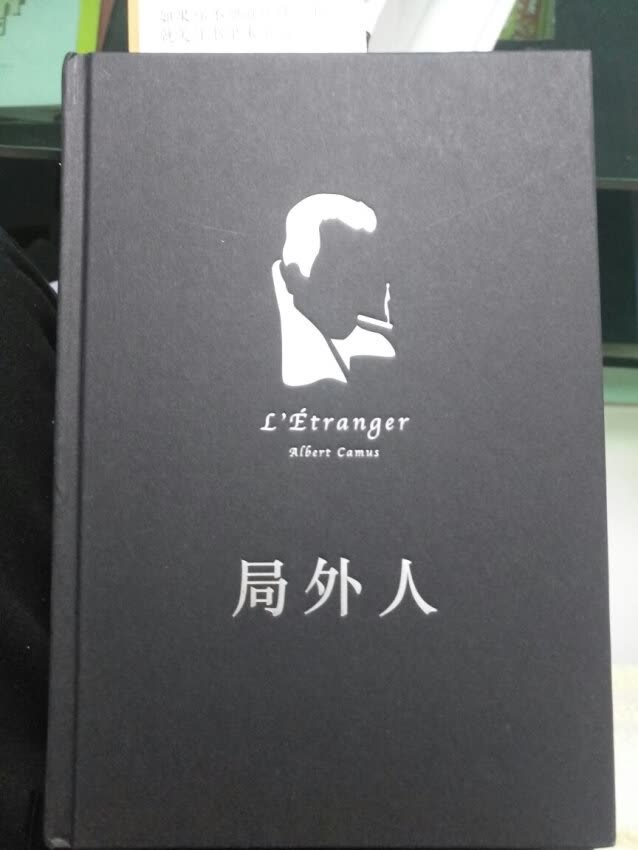 L'Étranger
Albert Camus
局外人